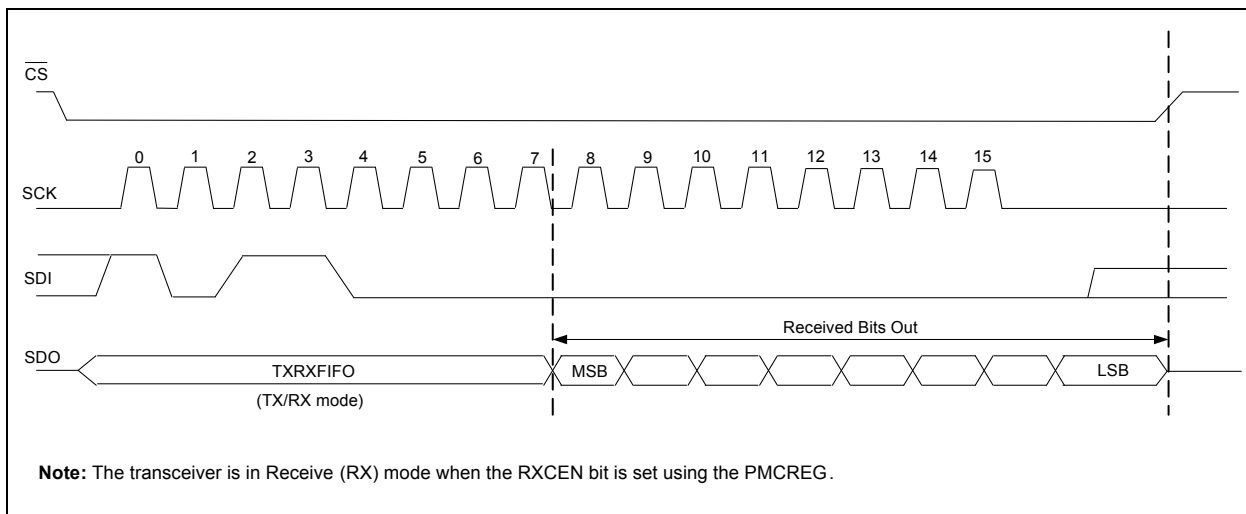 CS
0 1 2 3 4 5 6 7 8 9 10 11 12 13 14 15
SCK
SDI
Received Bits Out
SDO
TXRXFIFO MSB LSB
(TX/RX mode)
Note: The transceiver is in Receive (RX) mode when the RXCEN bit is set using the PMCREG.